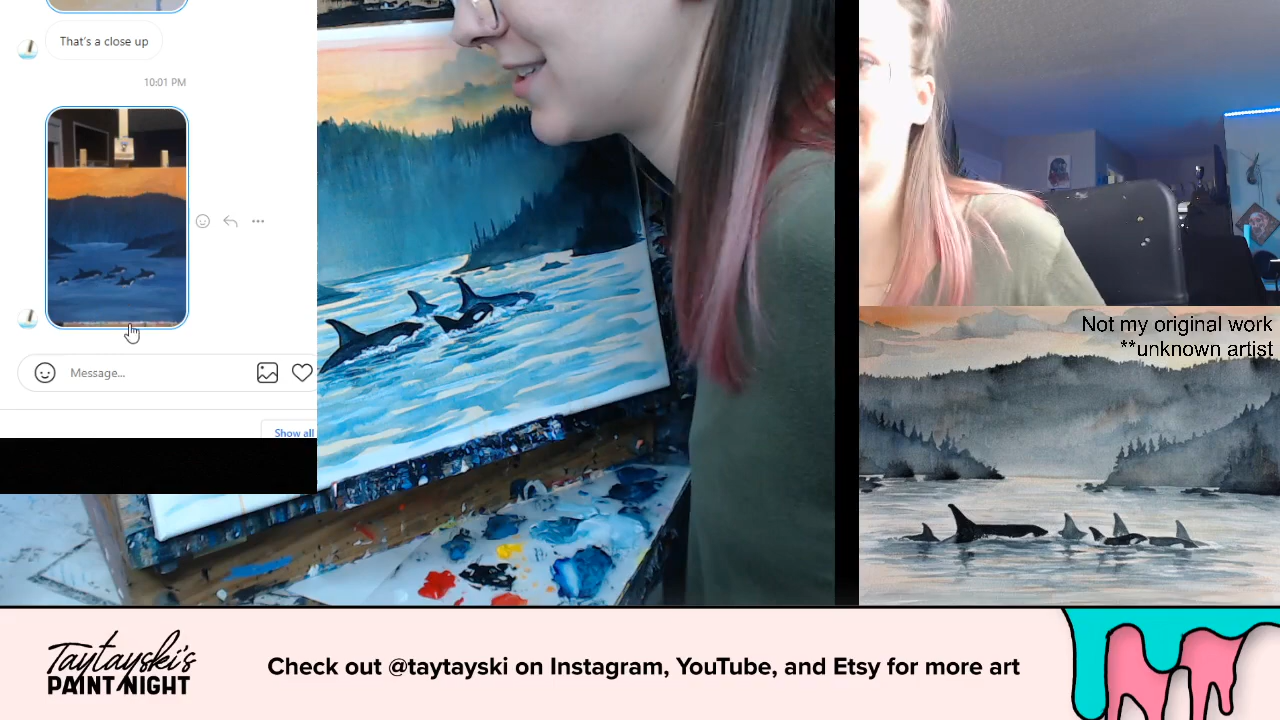 That's a close up
10:01 PM
Message...
Show all
Not my original work
**unknown artist
Taytayski's
PAINT NIGHT
Check out @taytayski on Instagram, YouTube, and Etsy for more art